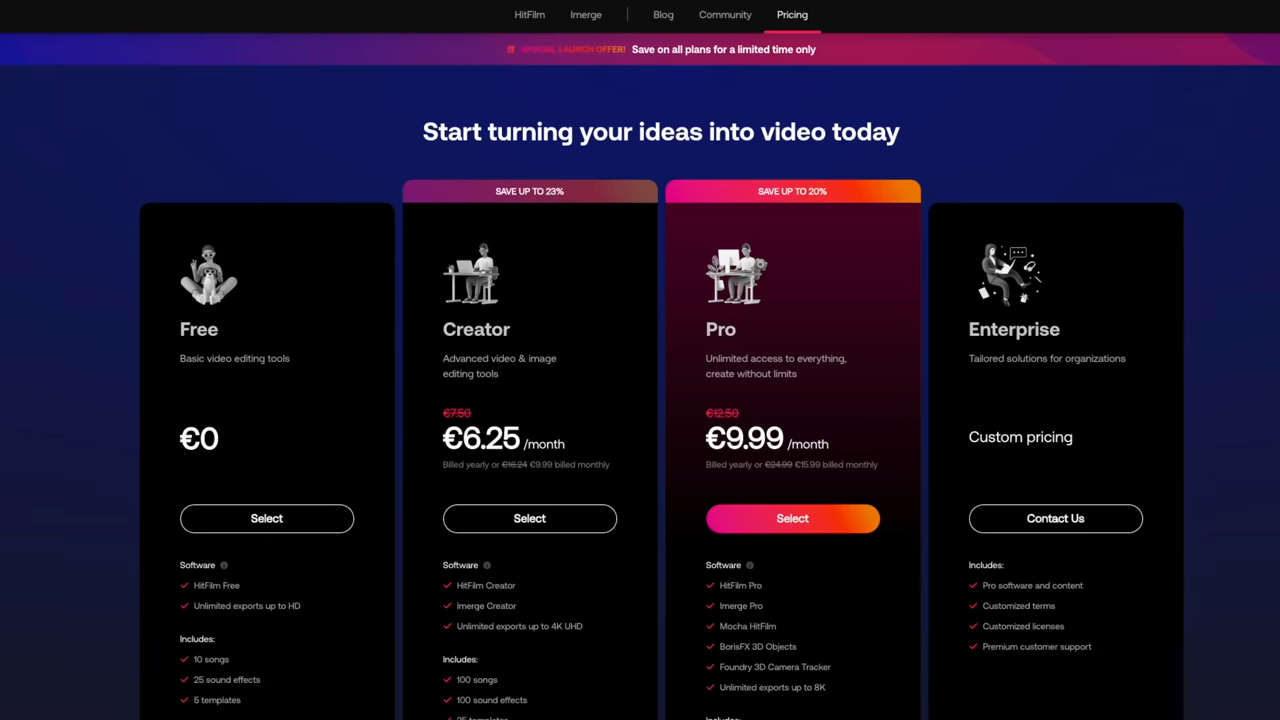 HitFilm
Imerge
Blog
Community
Pricing
SPECIAL LAUNCH OFFER! Save on all plans for a limited time only
Start turning your ideas into video today
Free
Basic video editing tools
€0
Select
Software
HitFilm Free
Unlimited exports up to HD
Includes:
10 songs
25 sound effects
5 templates
SAVE UP TO 23%
Creator
Advanced video & image
editing tools
€7.50
€6.25 /month
Billed yearly or €16.24 €9.99 billed monthly
Select
Software
HitFilm Creator
Imerge Creator
Unlimited exports up to 4K UHD
Includes:
100 songs
100 sound effects
25 templates
SAVE UP TO 20%
Pro
Unlimited access to everything,
create without limits
€12.50
€9.99 /month
Billed yearly or €24.99 €15.99 billed monthly
Select
Software
HitFilm Pro
Imerge Pro
Mocha HitFilm
BorisFX 3D Objects
Foundry 3D Camera Tracker
Unlimited exports up to 8K
Includes:
Enterprise
Tailored solutions for organizations
Custom pricing
Contact Us
Includes:
Pro software and content
Customized terms
Customized licenses
Premium customer support